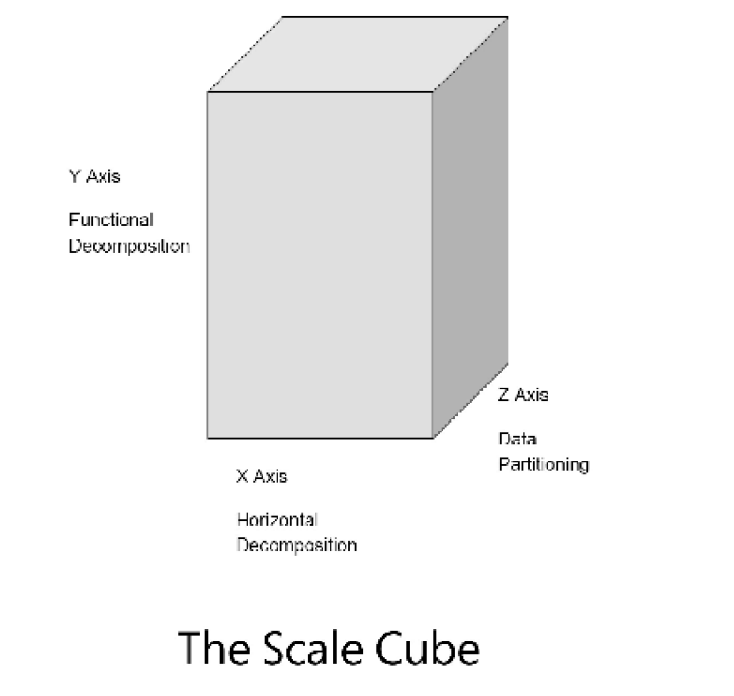 Y Axis
Functional
Decomposition
Z Axis
Data
Partitioning
X Axis
Horizontal
Decomposition
The Scale Cube